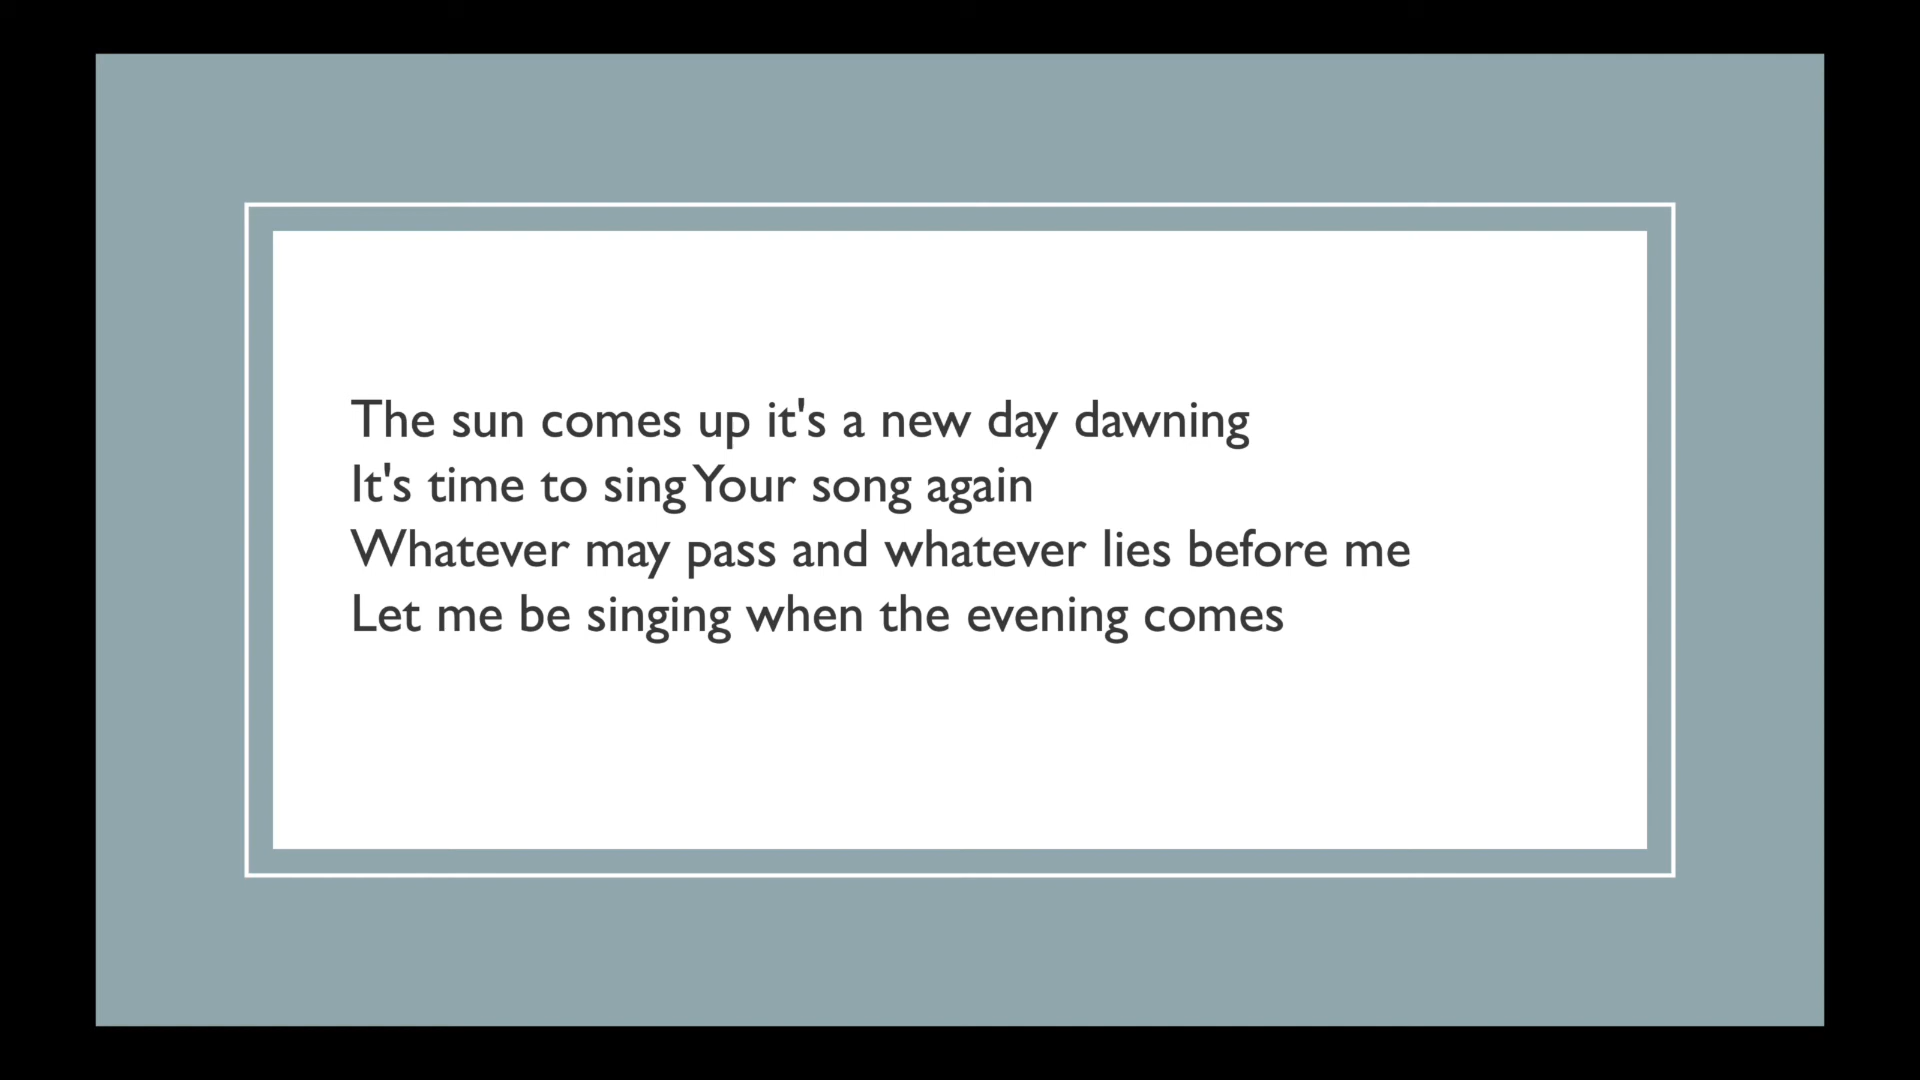 The sun comes up it's a new day dawning
It's time to sing Your song again
Whatever may pass and whatever lies before me
Let me be singing when the evening comes